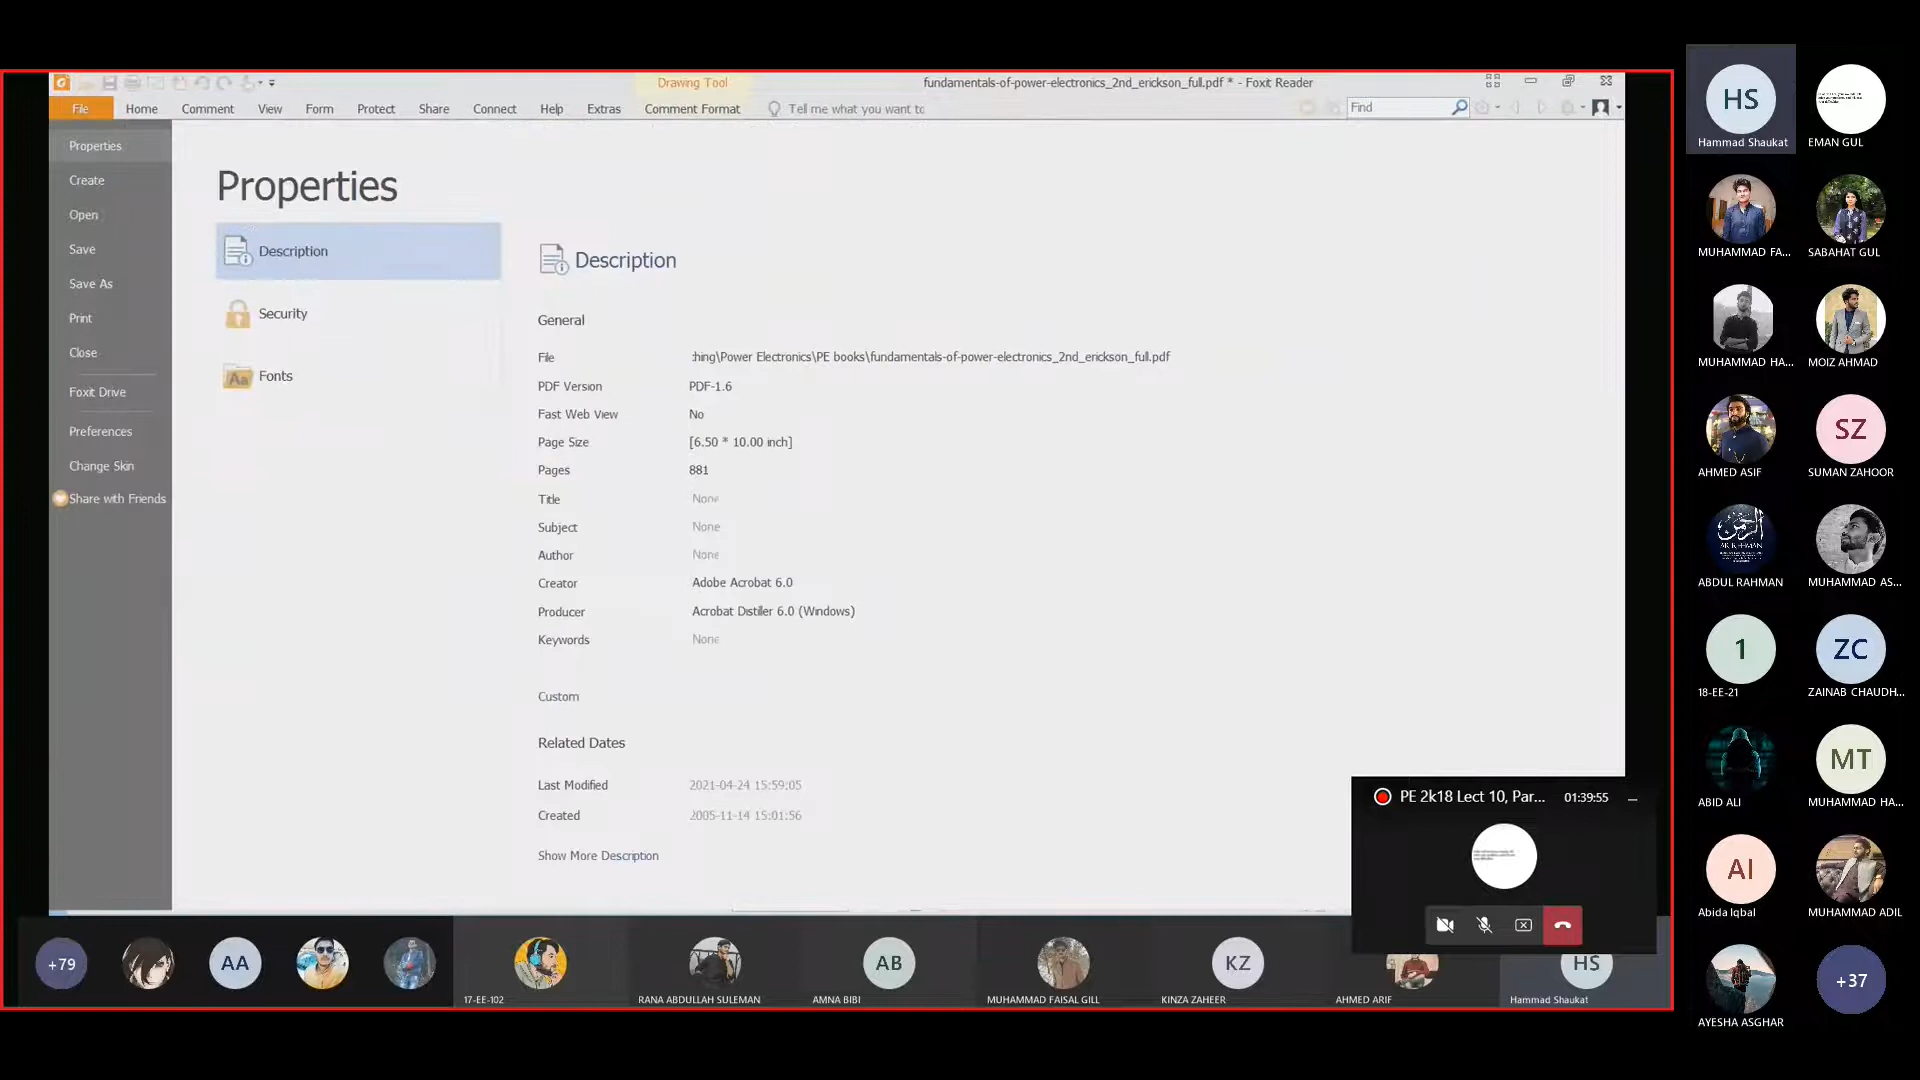 Drawing Tool
fundamentals-of-power-electronics_2nd_erickson_full.pdf * - Foxit Reader
File Home Comment View Form Protect Share Connect Help Extras Comment Format Tell me what you want to Find
Properties
Create
Open
Save
Save As
Print
Close
Foxit Drive
Preferences
Change Skin
Share with Friends
Properties
Description
Security
Fonts
Description
General
File :hing\Power Electronics\PE books\fundamentals-of-power-electronics_2nd_erickson_full.pdf
PDF Version PDF-1.6
Fast Web View No
Page Size [6.50 * 10.00 inch]
Pages 881
Title None
Subject None
Author None
Creator Adobe Acrobat 6.0
Producer Acrobat Distiller 6.0 (Windows)
Keywords None
Custom
Related Dates
Last Modified 2021-04-24 15:59:05
Created 2005-11-14 15:01:56
Show More Description
PE 2k18 Lect 10, Par... 01:39:55
+79 AA AB KZ HS
17-EE-102 RANA ABDULLAH SULEMAN AMNA BIBI MUHAMMAD FAISAL GILL KINZA ZAHEER AHMED ARIF Hammad Shaukat
HS
Hammad Shaukat EMAN GUL
MUHAMMAD FA... SABAHAT GUL
MUHAMMAD HA... MOIZ AHMAD
SZ
AHMED ASIF SUMAN ZAHOOR
ABDUL RAHMAN MUHAMMAD AS...
1 ZC
18-EE-21 ZAINAB CHAUDH...
MT
ABID ALI MUHAMMAD HA...
AI
Abida Iqbal MUHAMMAD ADIL
+37
AYESHA ASGHAR